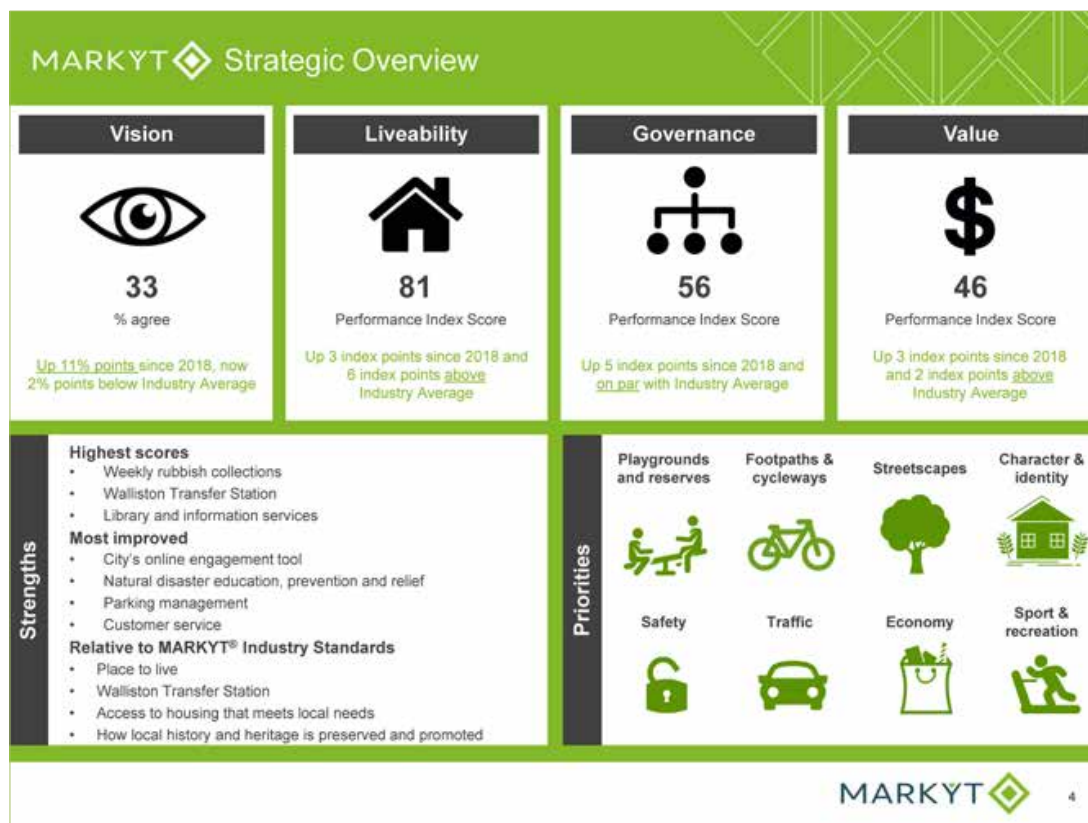 MARKYT Strategic Overview
Vision
33
% agree
Up 11% points since 2018, now
2% points below Industry Average
Liveability
81
Performance Index Score
Up 3 index points since 2018 and
6 index points above
Industry Average
Governance
56
Performance Index Score
Up 5 index points since 2018 and
on par with Industry Average
Value
$
46
Performance Index Score
Up 3 index points since 2018
and 2 index points above
Industry Average
Strengths
Highest scores
• Weekly rubbish collections
• Walliston Transfer Station
• Library and information services
Most improved
• City's online engagement tool
• Natural disaster education, prevention and relief
• Parking management
• Customer service
Relative to MARKYT® Industry Standards
• Place to live
• Walliston Transfer Station
• Access to housing that meets local needs
• How local history and heritage is preserved and promoted
Priorities
Playgrounds
and reserves
Footpaths &
cycleways
Streetscapes
Character &
identity
Safety
Traffic
Economy
Sport &
recreation
MARKYT
4